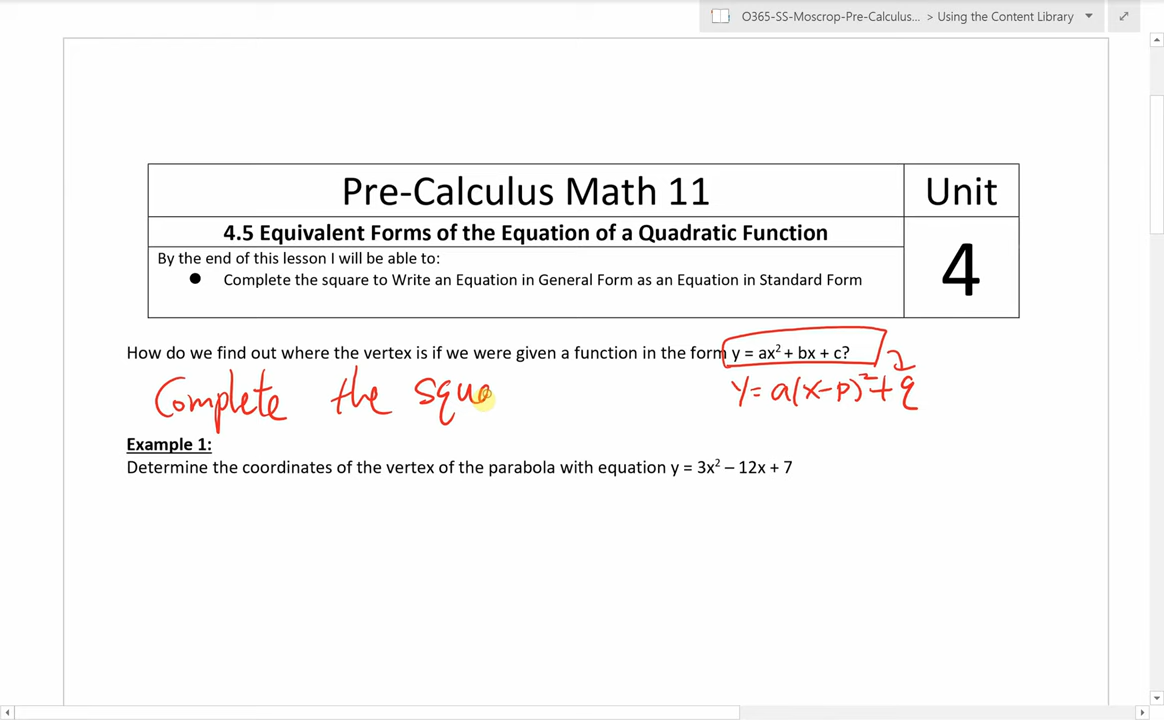 O365-SS-Moscrop-Pre-Calculus... > Using the Content Library
Pre-Calculus Math 11
Unit
4.5 Equivalent Forms of the Equation of a Quadratic Function
4
By the end of this lesson I will be able to:
● Complete the square to Write an Equation in General Form as an Equation in Standard Form
How do we find out where the vertex is if we were given a function in the form y = ax² + bx + c?
y = a(x-p)² + q
Complete the squa
Example 1:
Determine the coordinates of the vertex of the parabola with equation y = 3x² – 12x + 7